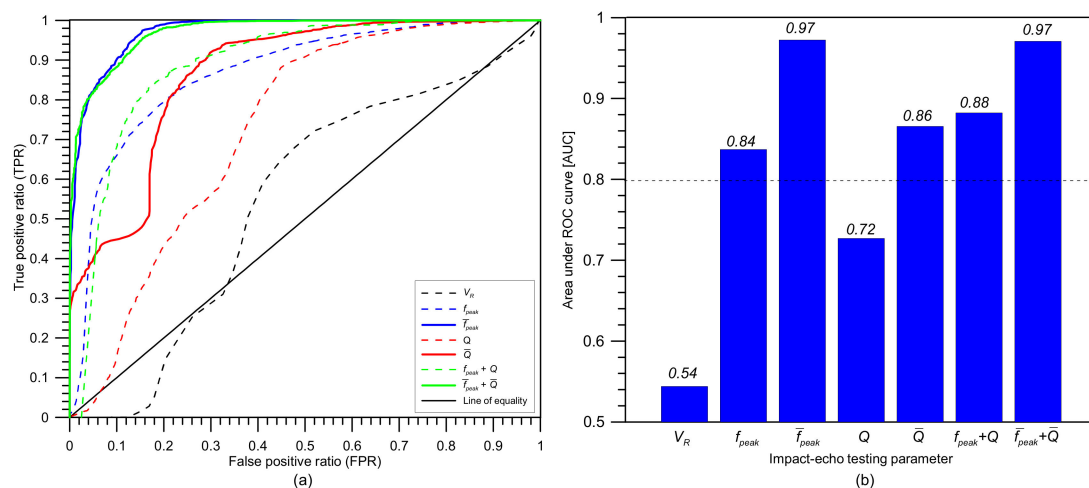 1
0.9
0.8
0.7
0.6
0.5
0.4
0.3
0.2
0.1
0
True positive ratio (TPR)
V_R
f_peak
f̅_peak
Q
Q̅
f_peak + Q
f̅_peak + Q̅
Line of equality
0 0.1 0.2 0.3 0.4 0.5 0.6 0.7 0.8 0.9 1
False positive ratio (FPR)
(a)
1
0.9
0.8
0.7
0.6
0.5
Area under ROC curve [AUC]
0.54
0.84
0.97
0.72
0.86
0.88
0.97
V_R f_peak f̅_peak Q Q̅ f_peak+Q f̅_peak+Q̅
Impact-echo testing parameter
(b)